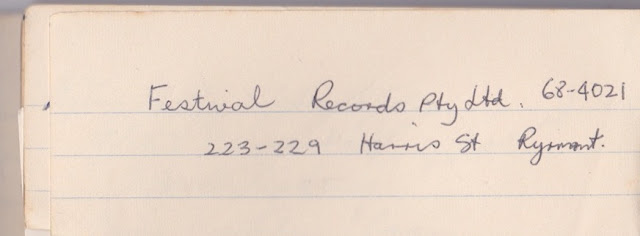 Festival Records Pty Ltd. 68-4021
223-229 Harris St Pyrmont.